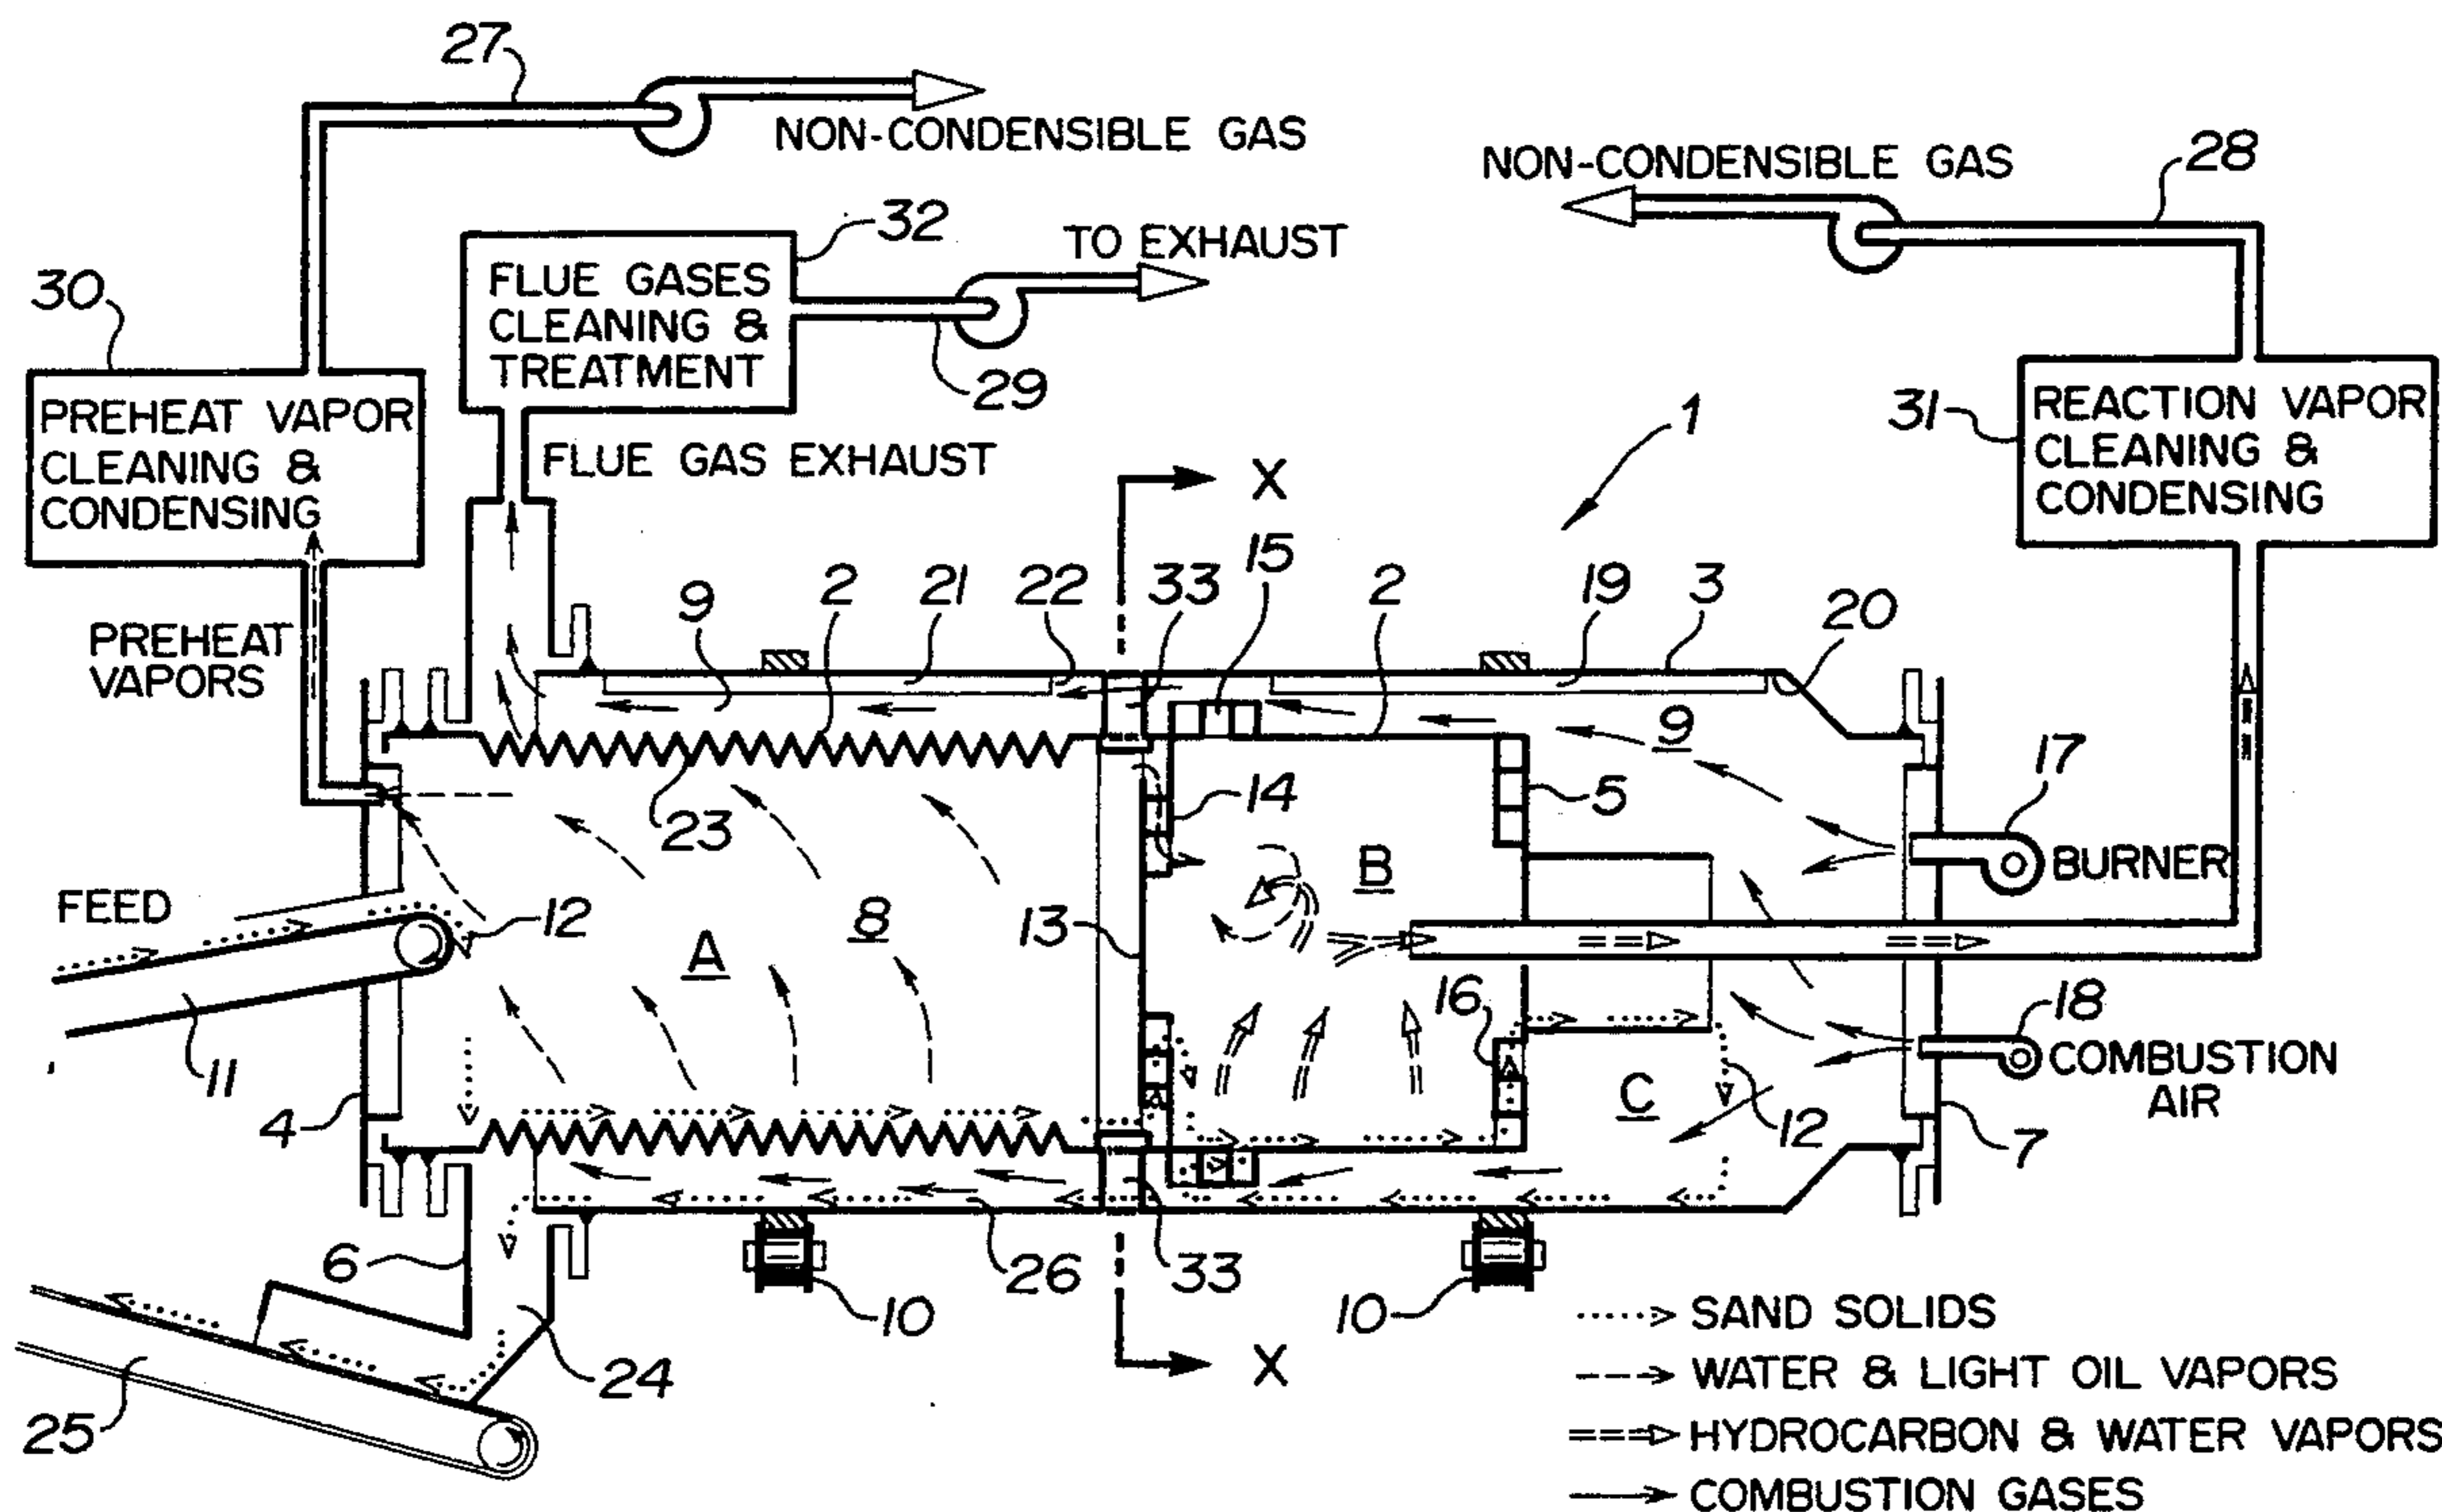 27
NON-CONDENSIBLE GAS
NON-CONDENSIBLE GAS
28
32
FLUE GASES
CLEANING &
TREATMENT
TO EXHAUST
29
30
PREHEAT VAPOR
CLEANING &
CONDENSING
31
REACTION VAPOR
CLEANING &
CONDENSING
FLUE GAS EXHAUST
1
X
15
PREHEAT
VAPORS
9
2
21
22
33
2
19
3
20
9
17
BURNER
23
14
5
B
FEED
12
A
8
13
16
18
COMBUSTION
AIR
11
4
C
12
7
6
26
33
10
10
X
24
25
SAND SOLIDS
WATER & LIGHT OIL VAPORS
HYDROCARBON & WATER VAPORS
COMBUSTION GASES